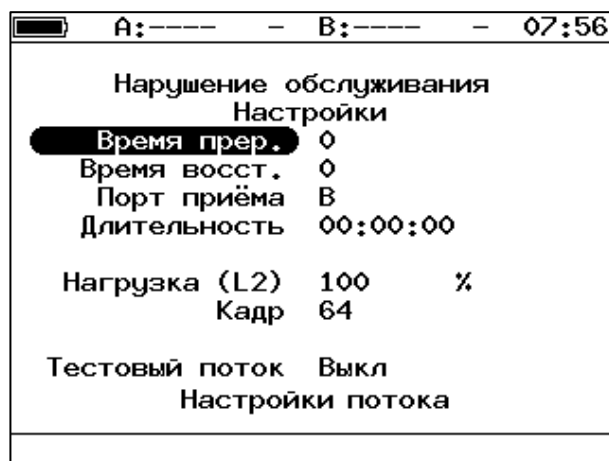 A:---- - B:---- - 07:56
Нарушение обслуживания
Настройки
Время прер. 0
Время восст. 0
Порт приёма B
Длительность 00:00:00
Нагрузка (L2) 100 %
Кадр 64
Тестовый поток Выкл
Настройки потока